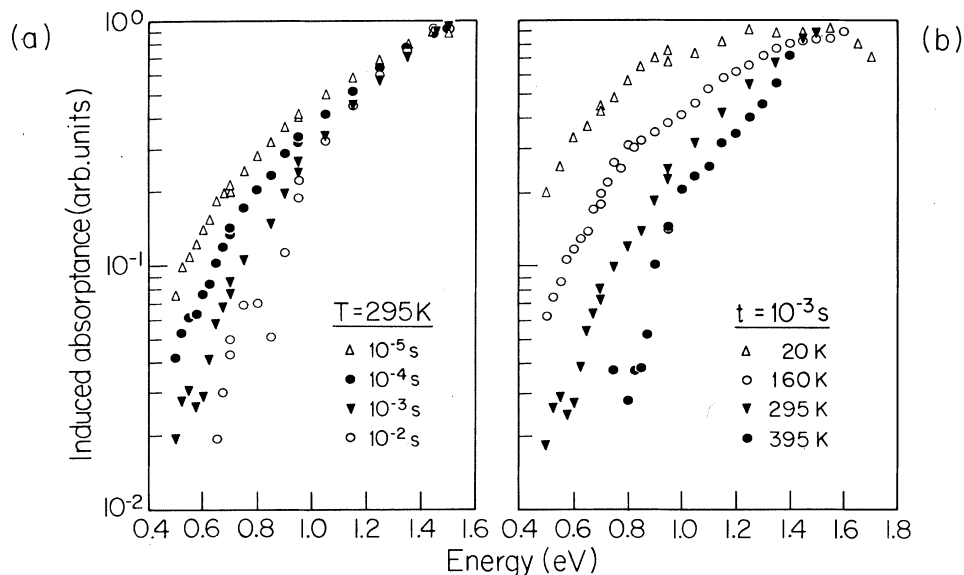 (a)
(b)
Induced absorptance (arb. units)
10⁰
10⁻¹
10⁻²
T = 295K
△ 10⁻⁵ s
● 10⁻⁴ s
▼ 10⁻³ s
○ 10⁻² s
t = 10⁻³ s
△ 20 K
○ 160 K
▼ 295 K
● 395 K
0.4 0.6 0.8 1.0 1.2 1.4 1.6
0.4 0.6 0.8 1.0 1.2 1.4 1.6 1.8
Energy (eV)